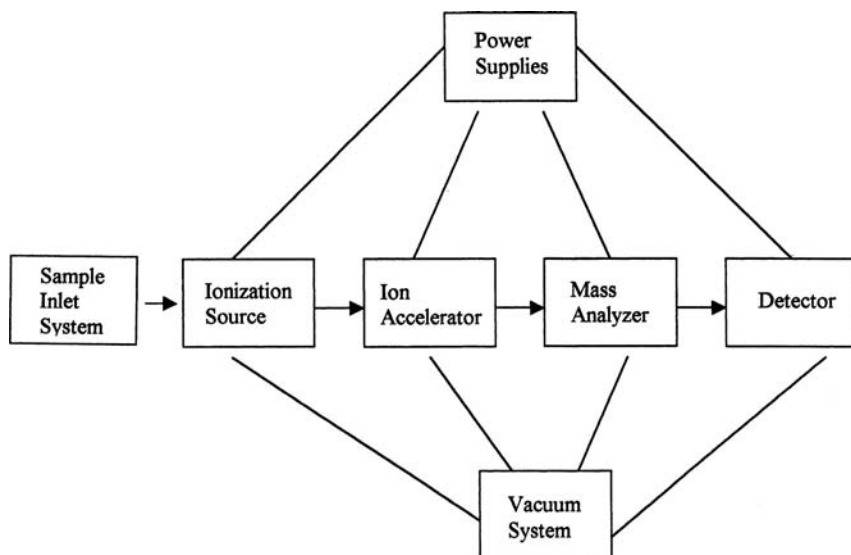 Power
Supplies
Sample
Inlet
System
Ionization
Source
Ion
Accelerator
Mass
Analyzer
Detector
Vacuum
System